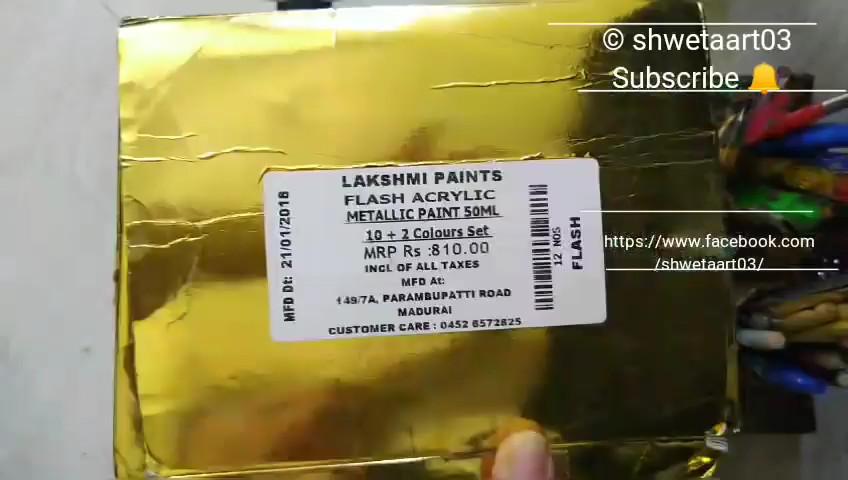 © shwetaart03
Subscribe 🔔
LAKSHMI PAINTS
FLASH ACRYLIC
METALLIC PAINT 50ML
10 + 2 Colours Set
MRP Rs :810.00
INCL OF ALL TAXES
MFD At:
149/7A, PARAMBUPATTI ROAD
MADURAI
CUSTOMER CARE : 0452 6572825
MFD Dt: 21/01/2018
12 NOS
FLASH
https://www.facebook.com
/shwetaart03/